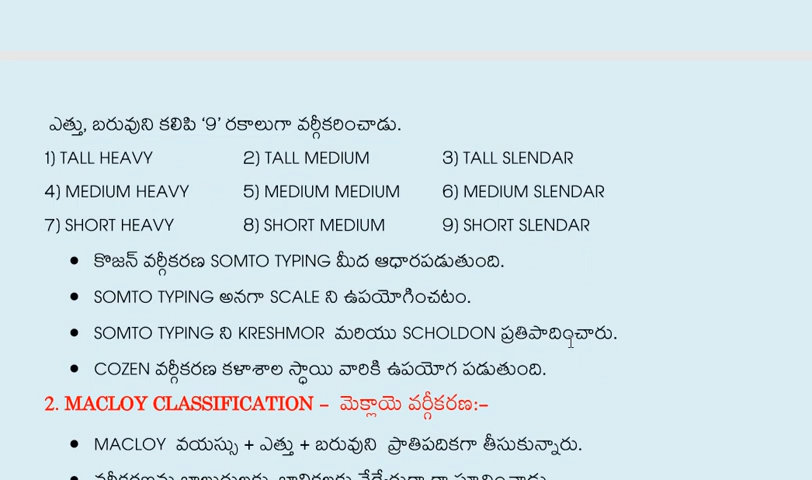 ఎత్తు, బరువుని కలిపి ‘9’ రకాలుగా వర్గీకరించాడు.
1) TALL HEAVY 2) TALL MEDIUM 3) TALL SLENDAR
4) MEDIUM HEAVY 5) MEDIUM MEDIUM 6) MEDIUM SLENDAR
7) SHORT HEAVY 8) SHORT MEDIUM 9) SHORT SLENDAR
• కొజన్ వర్గీకరణ SOMTO TYPING మీద ఆధారపడుతుంది.
• SOMTO TYPING అనగా SCALE ని ఉపయోగించటం.
• SOMTO TYPING ని KRESHMOR మరియు SCHOLDON ప్రతిపాదించారు.
• COZEN వర్గీకరణ కళాశాల స్థాయి వారికి ఉపయోగ పడుతుంది.
2. MACLOY CLASSIFICATION – మెక్లాయె వర్గీకరణ:–
• MACLOY వయస్సు + ఎత్తు + బరువుని ప్రాతిపదికగా తీసుకున్నారు.